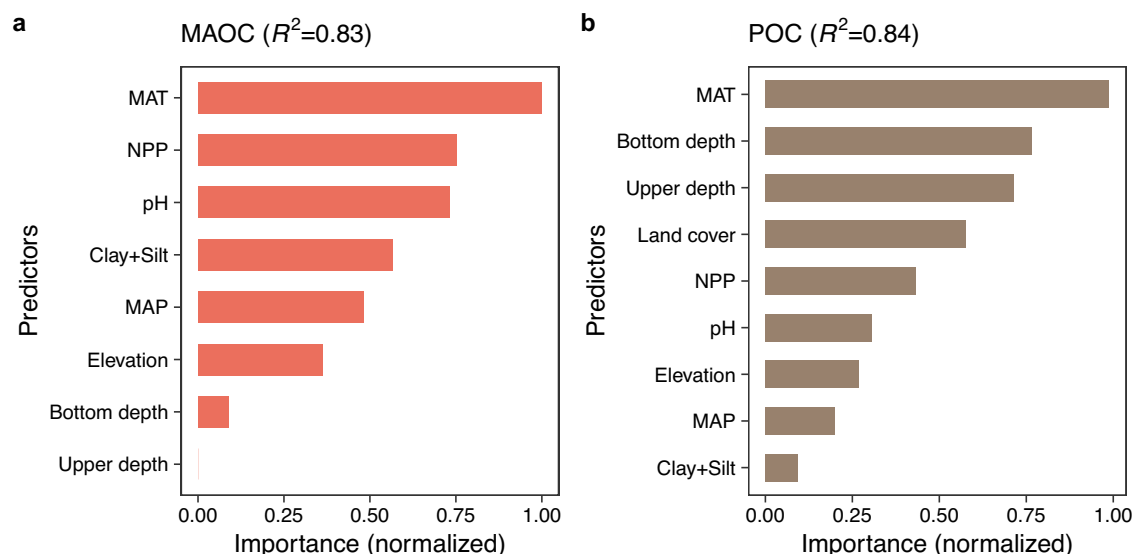 a
MAOC (R²=0.83)
Predictors
MAT
NPP
pH
Clay+Silt
MAP
Elevation
Bottom depth
Upper depth
0.00 0.25 0.50 0.75 1.00
Importance (normalized)
b
POC (R²=0.84)
Predictors
MAT
Bottom depth
Upper depth
Land cover
NPP
pH
Elevation
MAP
Clay+Silt
0.00 0.25 0.50 0.75 1.00
Importance (normalized)